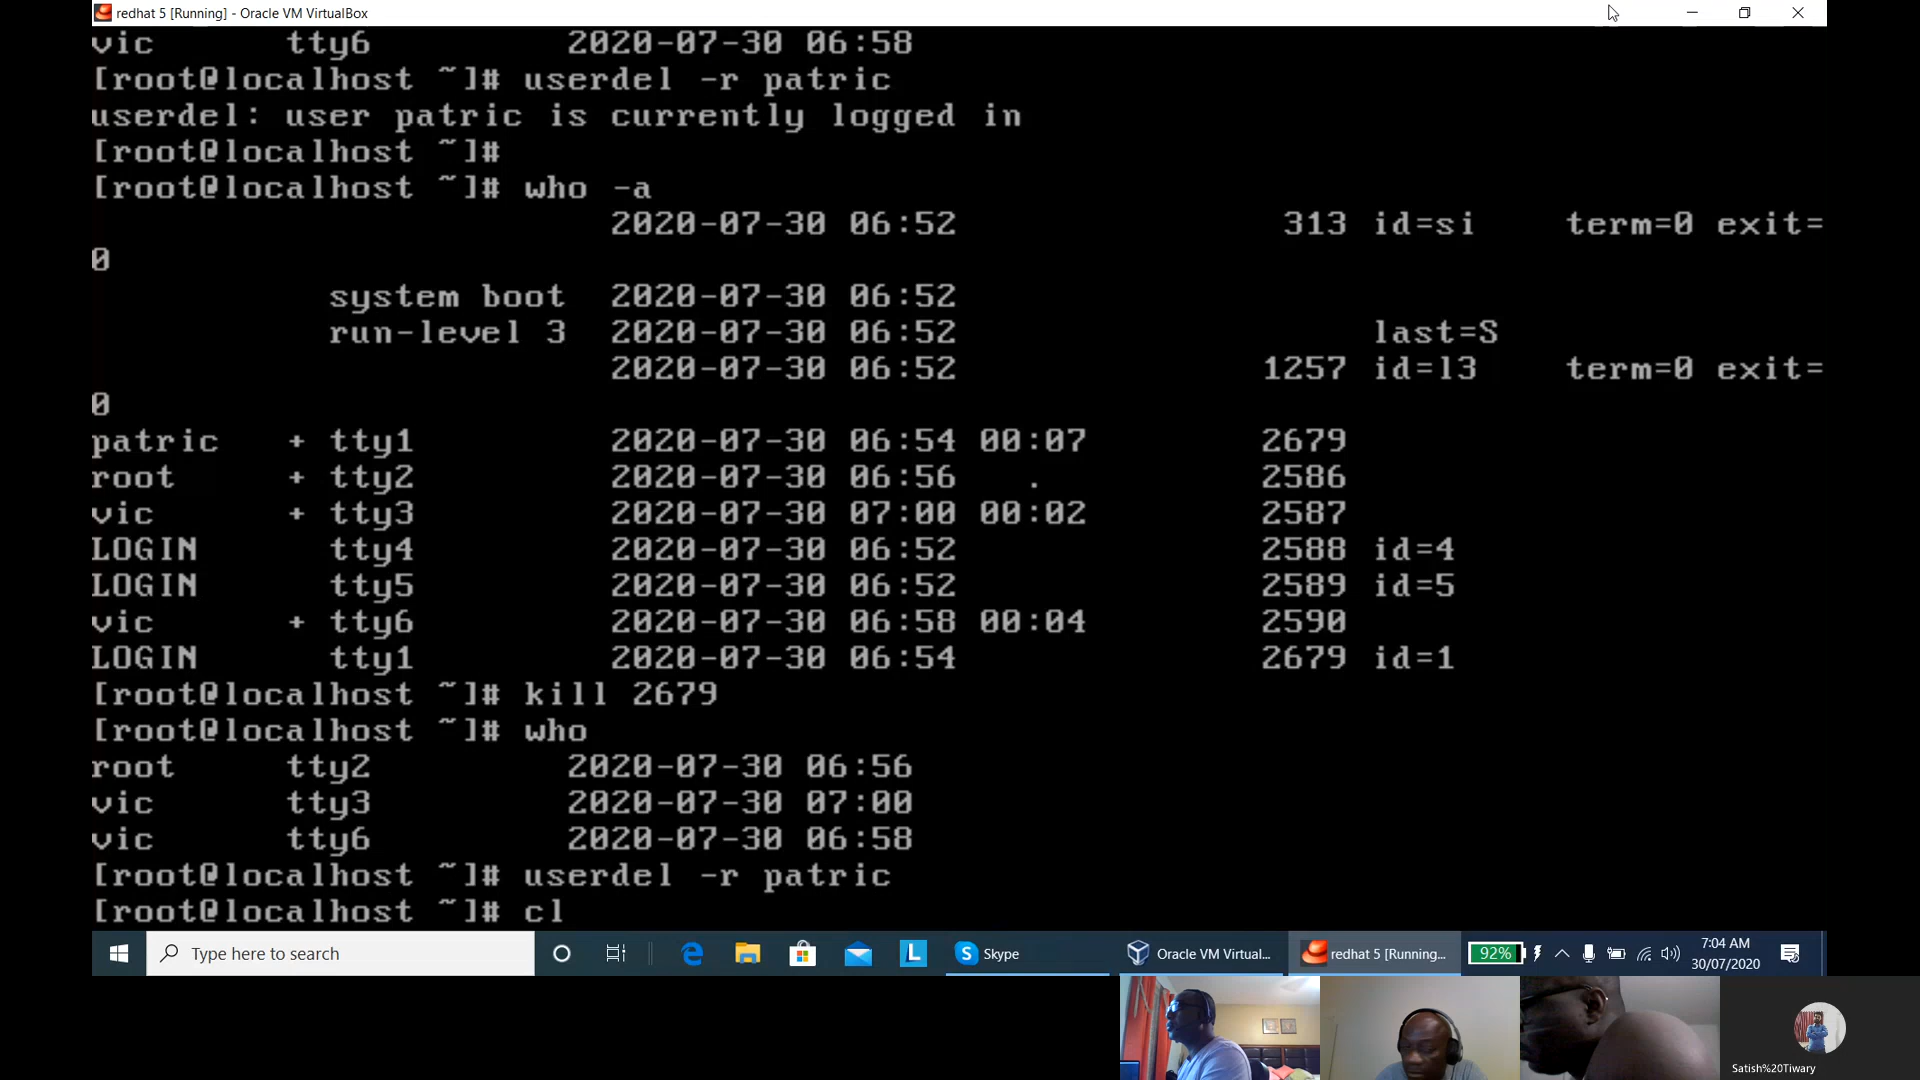 redhat 5 [Running] - Oracle VM VirtualBox
vic tty6 2020-07-30 06:58
[root@localhost ~]# userdel -r patric
userdel: user patric is currently logged in
[root@localhost ~]#
[root@localhost ~]# who -a
2020-07-30 06:52 313 id=si term=0 exit=
0
system boot 2020-07-30 06:52
run-level 3 2020-07-30 06:52 last=S
2020-07-30 06:52 1257 id=l3 term=0 exit=
0
patric + tty1 2020-07-30 06:54 00:07 2679
root + tty2 2020-07-30 06:56 . 2586
vic + tty3 2020-07-30 07:00 00:02 2587
LOGIN tty4 2020-07-30 06:52 2588 id=4
LOGIN tty5 2020-07-30 06:52 2589 id=5
vic + tty6 2020-07-30 06:58 00:04 2590
LOGIN tty1 2020-07-30 06:54 2679 id=1
[root@localhost ~]# kill 2679
[root@localhost ~]# who
root tty2 2020-07-30 06:56
vic tty3 2020-07-30 07:00
vic tty6 2020-07-30 06:58
[root@localhost ~]# userdel -r patric
[root@localhost ~]# cl
Type here to search
L
S Skype
Oracle VM Virtual...
redhat 5 [Running...
92%
7:04 AM
30/07/2020
Satish%20Tiwary